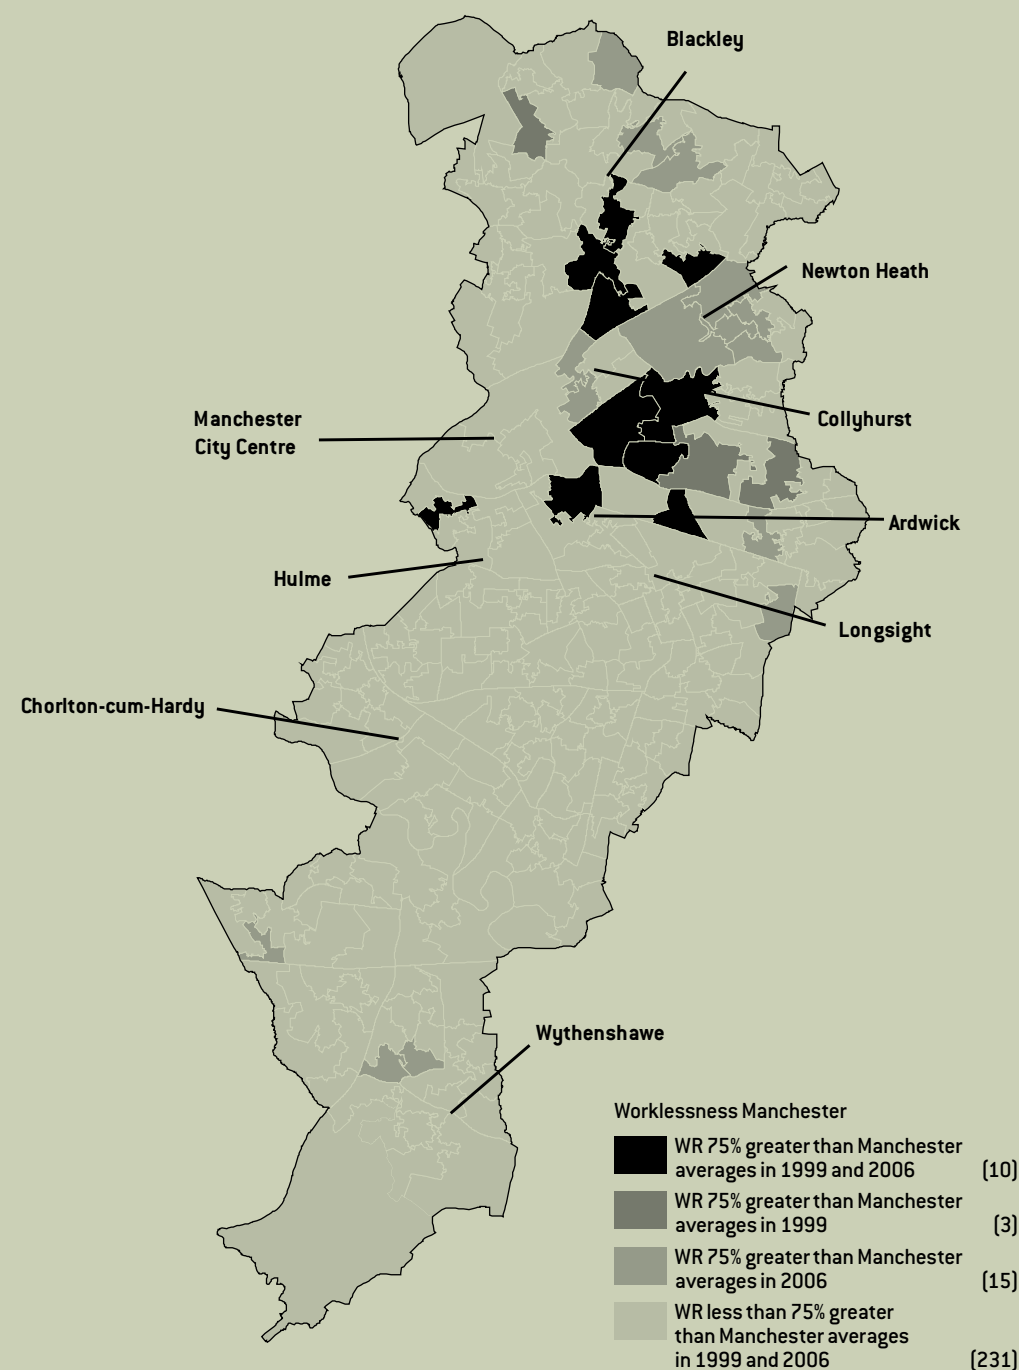 Blackley
Newton Heath
Manchester
City Centre
Collyhurst
Ardwick
Hulme
Longsight
Chorlton-cum-Hardy
Wythenshawe
Worklessness Manchester
WR 75% greater than Manchester
averages in 1999 and 2006 (10)
WR 75% greater than Manchester
averages in 1999 (3)
WR 75% greater than Manchester
averages in 2006 (15)
WR less than 75% greater
than Manchester averages
in 1999 and 2006 (231)